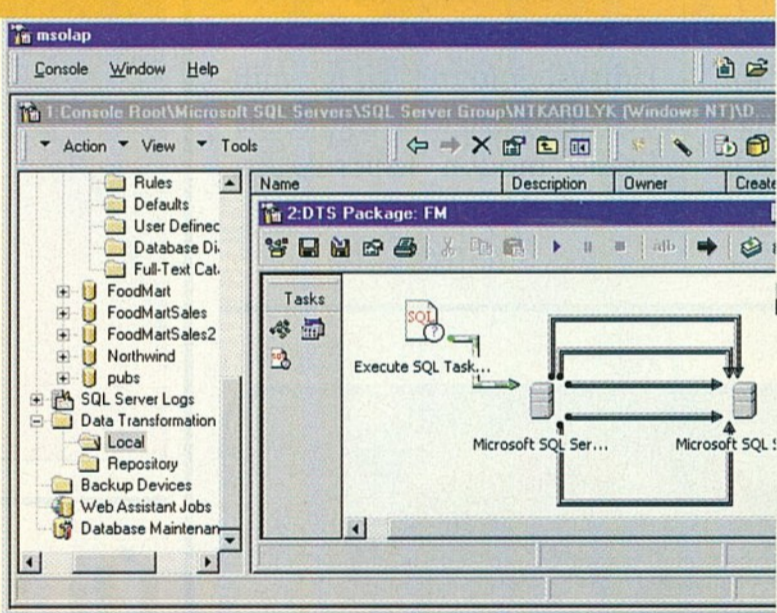 msolap
Console Window Help
1:Console Root\Microsoft SQL Servers\SQL Server Group\NTKAROLYK (Windows NT)\D
Action View Tools
Rules
Defaults
User Definec
Database Di.
Full-Text Cat.
FoodMart
FoodMartSales
FoodMartSales2
Northwind
pubs
SQL Server Logs
Data Transformation
Local
Repository
Backup Devices
Web Assistant Jobs
Database Maintenan
Name Description Owner Create
2:DTS Package: FM
ab
Tasks
SQL
Execute SQL Task...
Microsoft SQL Ser... Microsoft SQL S